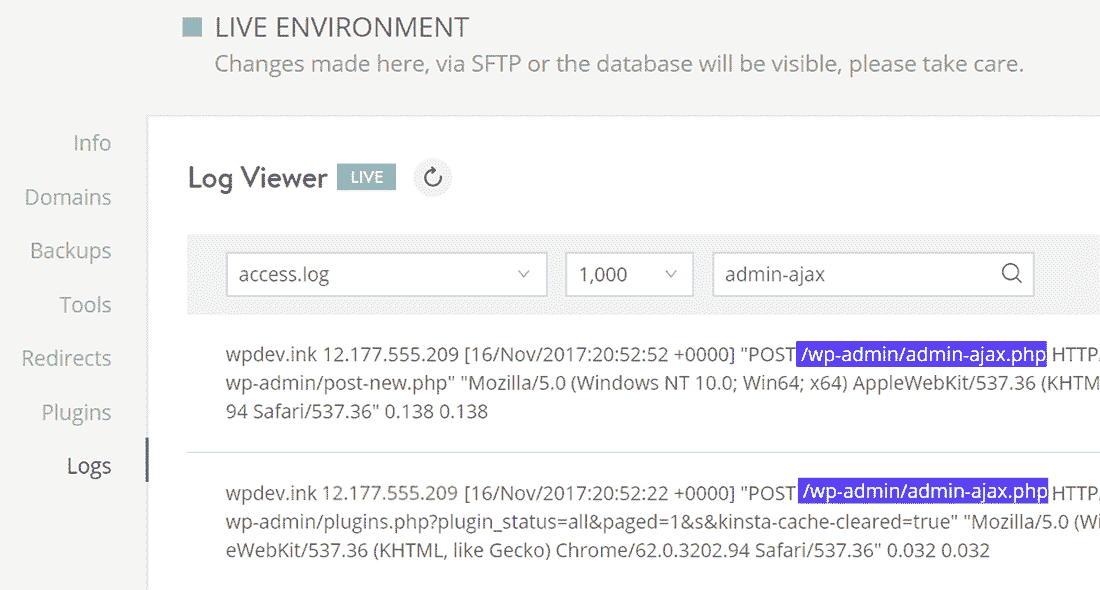 LIVE ENVIRONMENT
Changes made here, via SFTP or the database will be visible, please take care.
Info
Domains
Backups
Tools
Redirects
Plugins
Logs
Log Viewer LIVE
access.log 1,000 admin-ajax
wpdev.ink 12.177.555.209 [16/Nov/2017:20:52:52 +0000] "POST /wp-admin/admin-ajax.php HTTP/
wp-admin/post-new.php" "Mozilla/5.0 (Windows NT 10.0; Win64; x64) AppleWebKit/537.36 (KHTM
94 Safari/537.36" 0.138 0.138
wpdev.ink 12.177.555.209 [16/Nov/2017:20:52:22 +0000] "POST /wp-admin/admin-ajax.php HTTP/
wp-admin/plugins.php?plugin_status=all&paged=1&s&kinsta-cache-cleared=true" "Mozilla/5.0 (Wi
eWebKit/537.36 (KHTML, like Gecko) Chrome/62.0.3202.94 Safari/537.36" 0.032 0.032